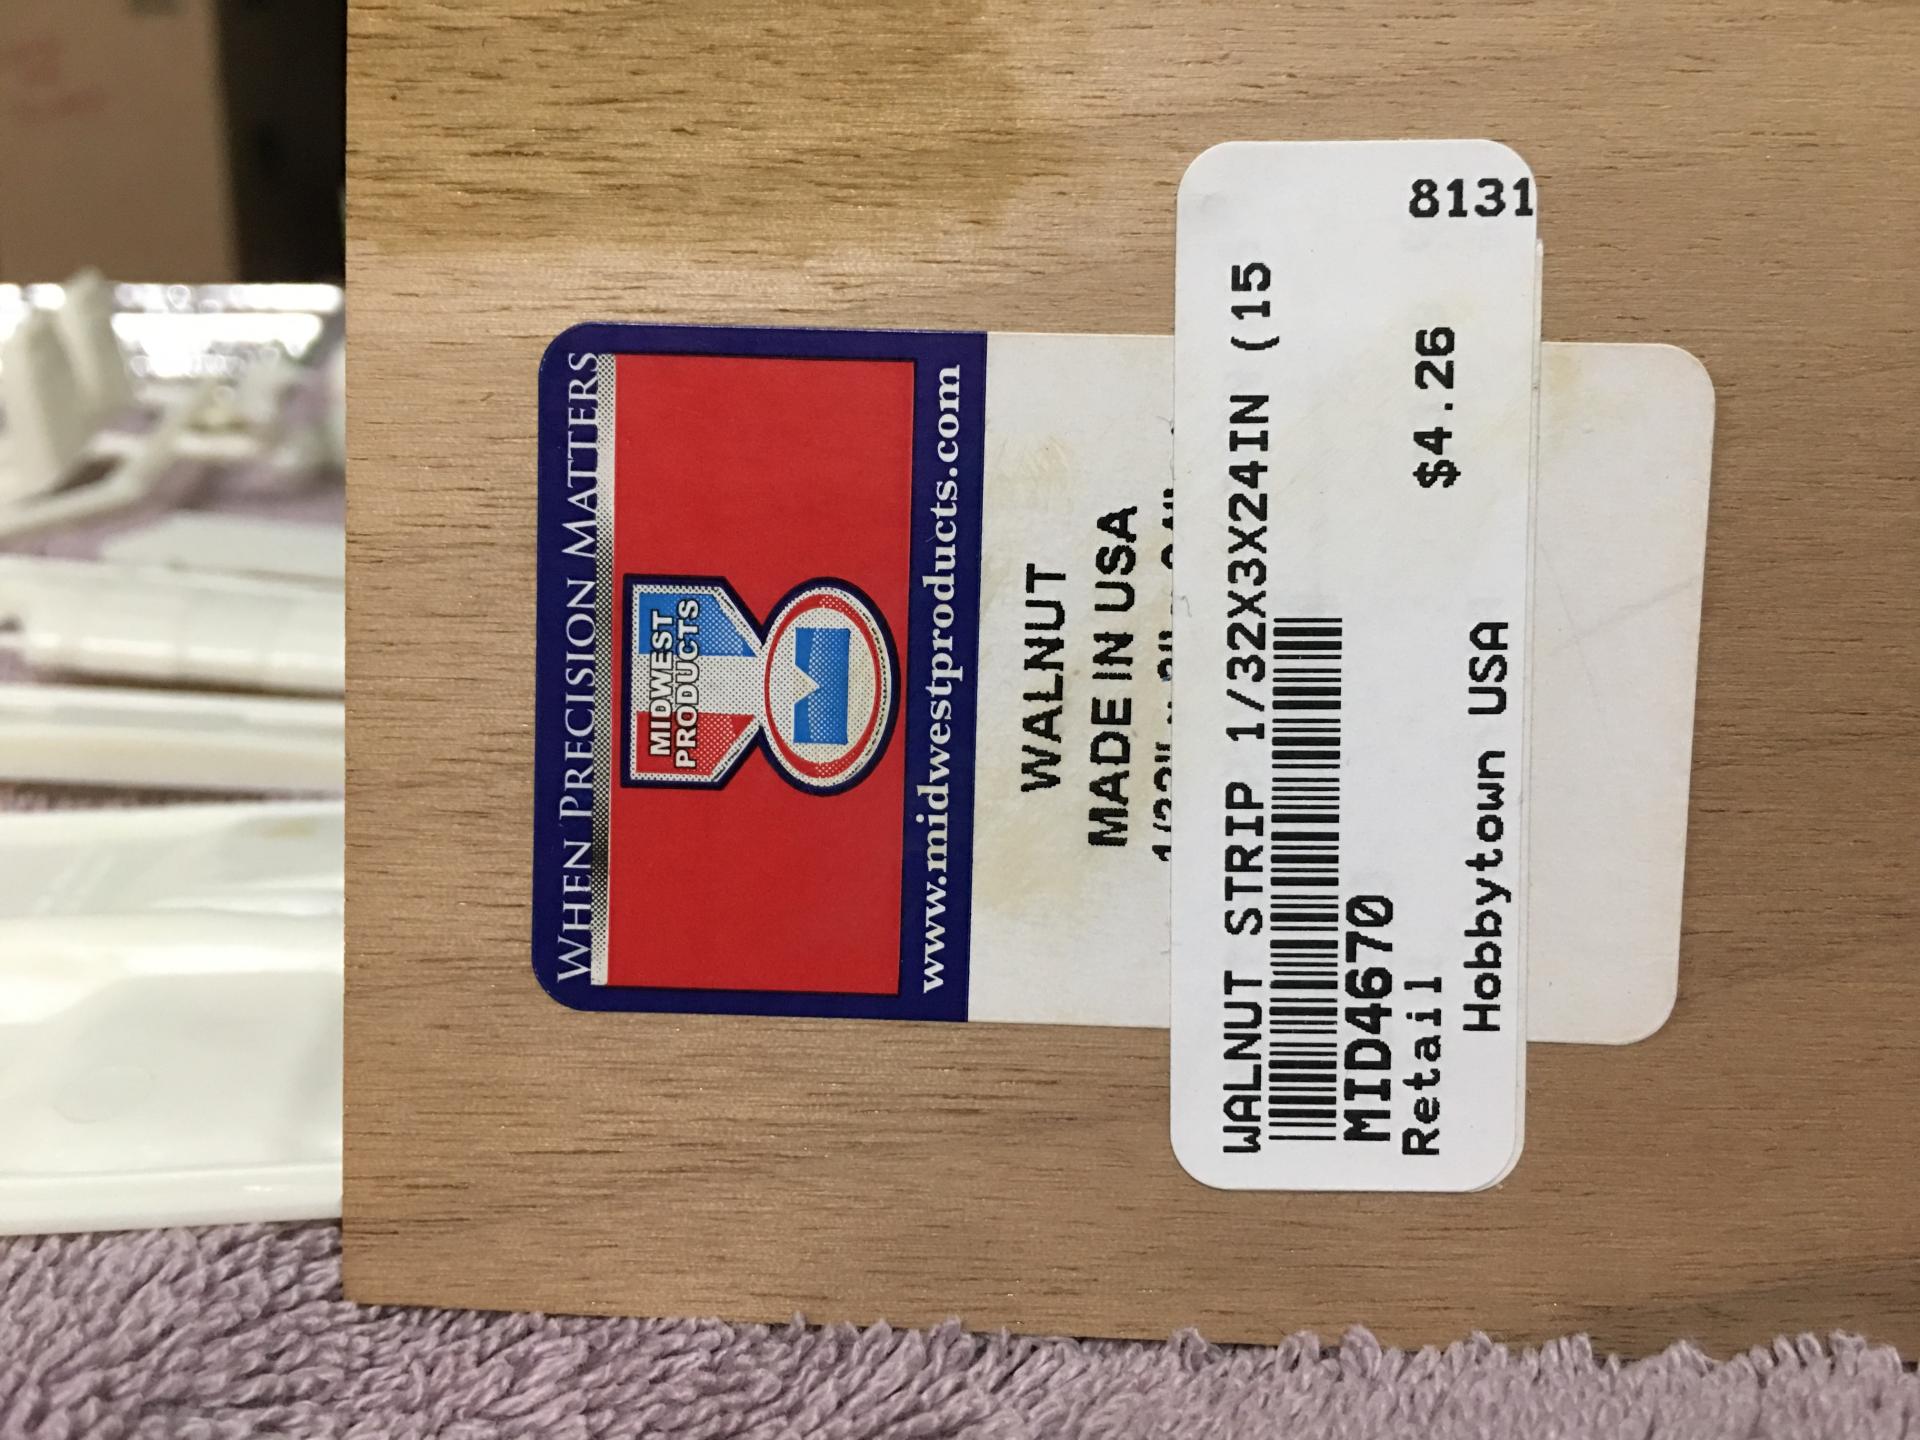 WHEN PRECISION MATTERS
MIDWEST
PRODUCTS
www.midwestproducts.com
WALNUT
MADE IN USA
WALNUT STRIP 1/32X3X24IN (15
MID4670
Retail $4.26 8131
Hobbytown USA